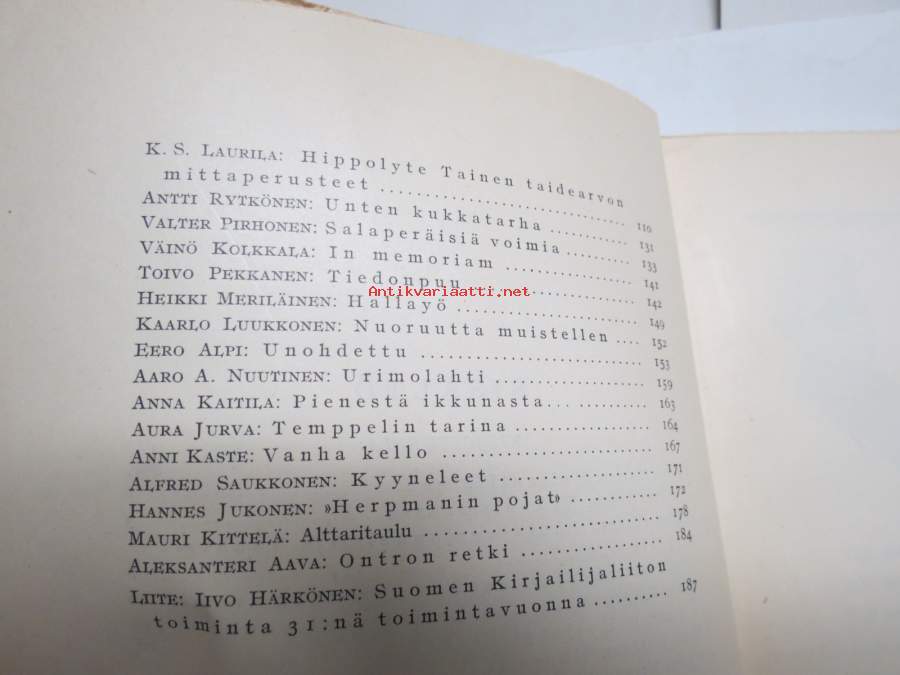 K. S. LAURILA: Hippolyte Tainen taidearvon
mittaperusteet .......... 110
ANTTI RYTKÖNEN: Unten kukkatarha .......... 131
VALTER PIRHONEN: Salaperäisiä voimia .......... 133
VÄINÖ KOLKKALA: In memoriam .......... 141
TOIVO PEKKANEN: Tiedonpuu .......... 142
Antikvariaatti.net
HEIKKI MERILÄINEN: Hallayö .......... 149
KAARLO LUUKKONEN: Nuoruutta muistellen .... 152
EERO ALPI: Unohdettu .......... 153
AARO A. NUUTINEN: Urimolahti .......... 159
ANNA KAITILA: Pienestä ikkunasta .......... 163
AURA JURVA: Temppelin tarina .......... 164
ANNI KASTE: Vanha kello .......... 167
ALFRED SAUKKONEN: Kyyneleet .......... 171
HANNES JUKONEN: »Herpmanin pojat» .......... 172
MAURI KITTELÄ: Alttaritaulu .......... 178
ALEKSANTERI AAVA: Ontron retki .......... 184
LIITE: IIVO HÄRKÖNEN: Suomen Kirjailijaliiton
toiminta 31:nä toimintavuonna .......... 187